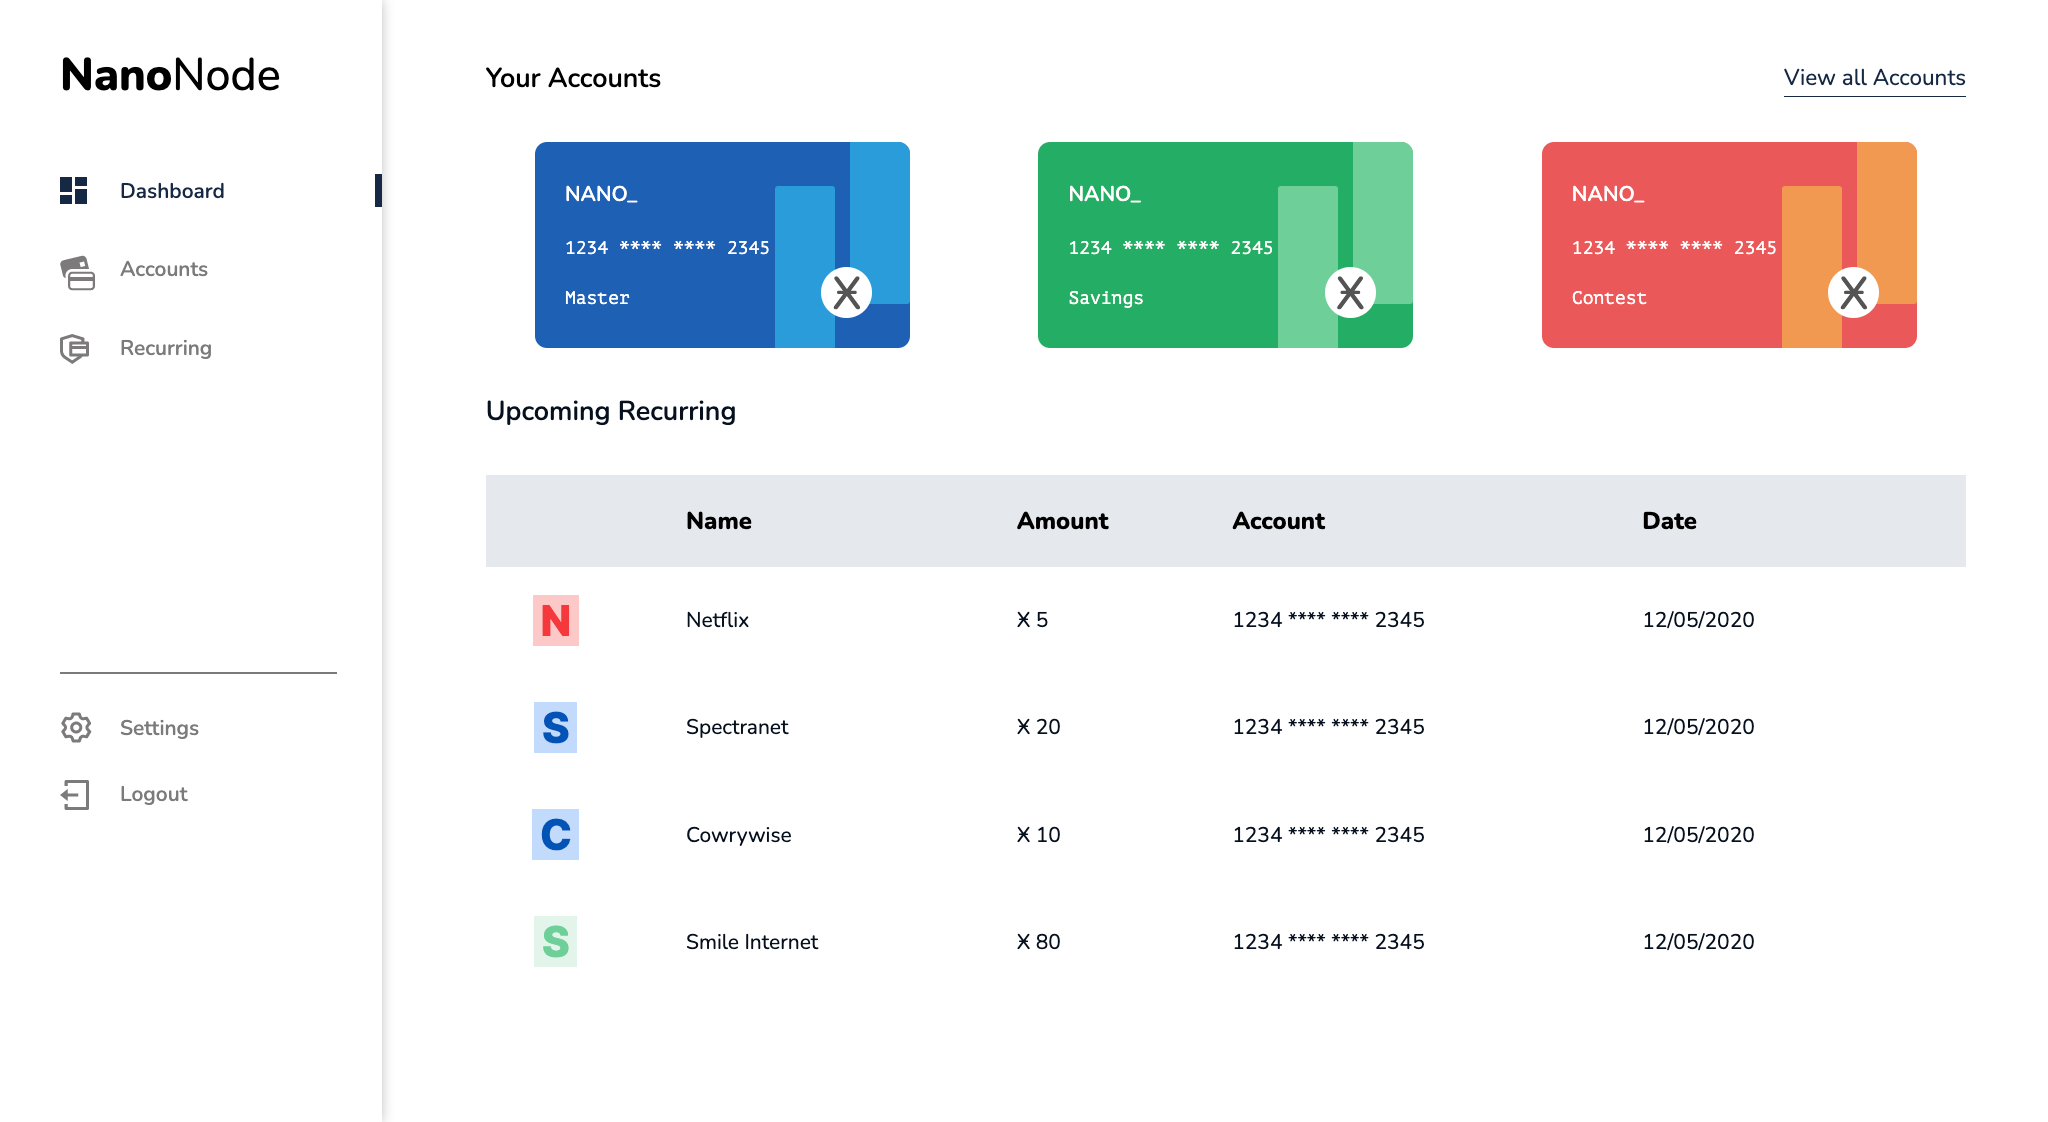 NanoNode
Dashboard
Accounts
Recurring
Settings
Logout
Your Accounts
View all Accounts
NANO_
1234 **** **** 2345
Master
NANO_
1234 **** **** 2345
Savings
NANO_
1234 **** **** 2345
Contest
Upcoming Recurring
Name Amount Account Date
N Netflix Ӿ 5 1234 **** **** 2345 12/05/2020
S Spectranet Ӿ 20 1234 **** **** 2345 12/05/2020
C Cowrywise Ӿ 10 1234 **** **** 2345 12/05/2020
S Smile Internet Ӿ 80 1234 **** **** 2345 12/05/2020